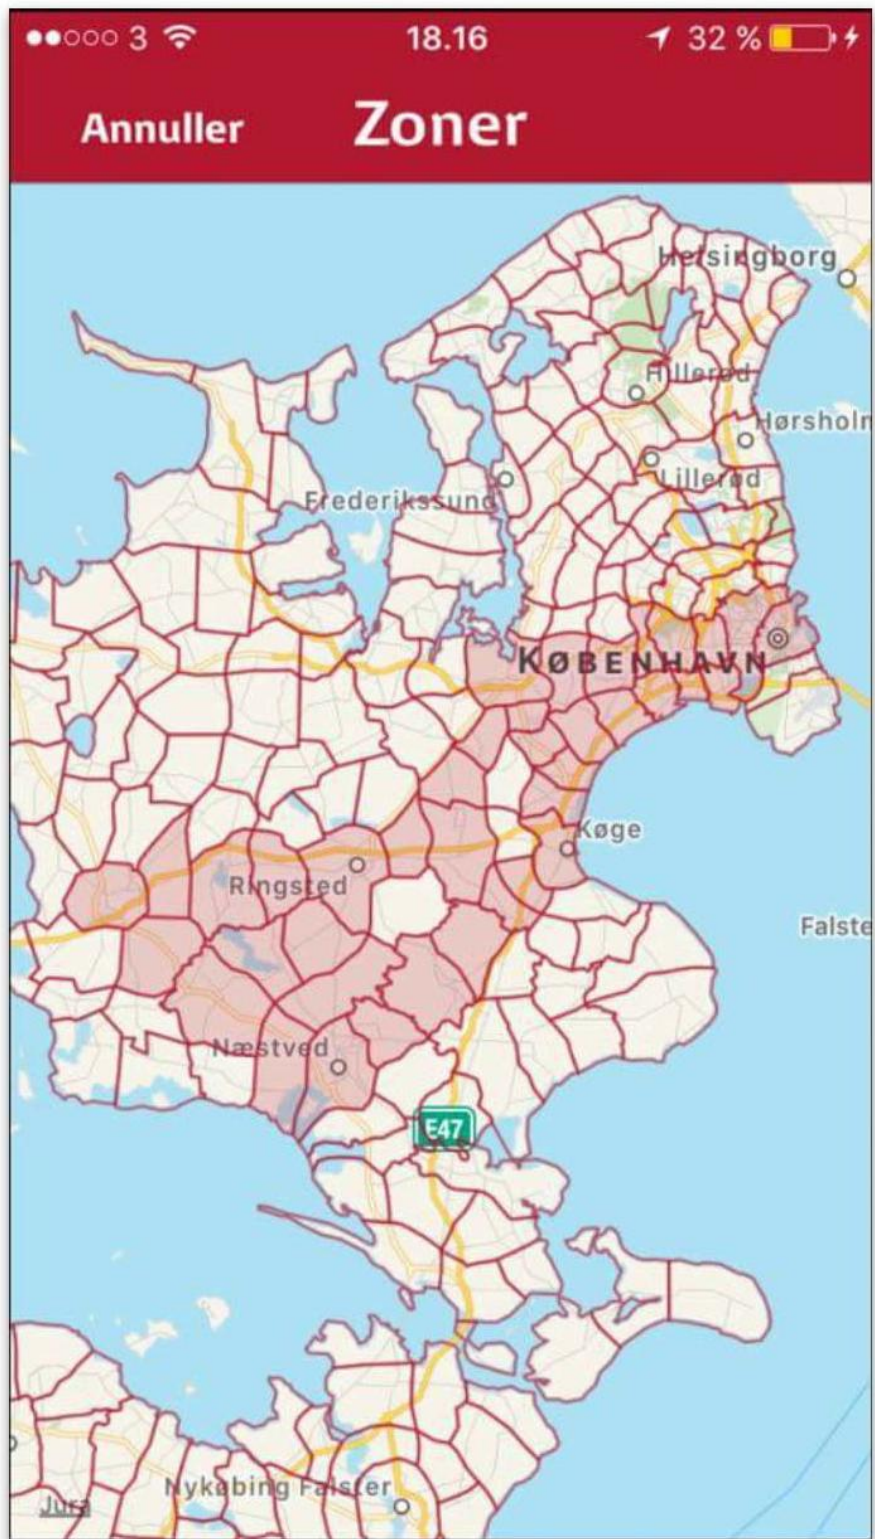 3 18.16 32 %
Annuller Zoner
Helsingborg
Hillerød
Hørsholm
Lillerød
Frederikssund
KØBENHAVN
Køge
Ringsted
Falste
Næstved
E47
Nykøbing Falster
Jura